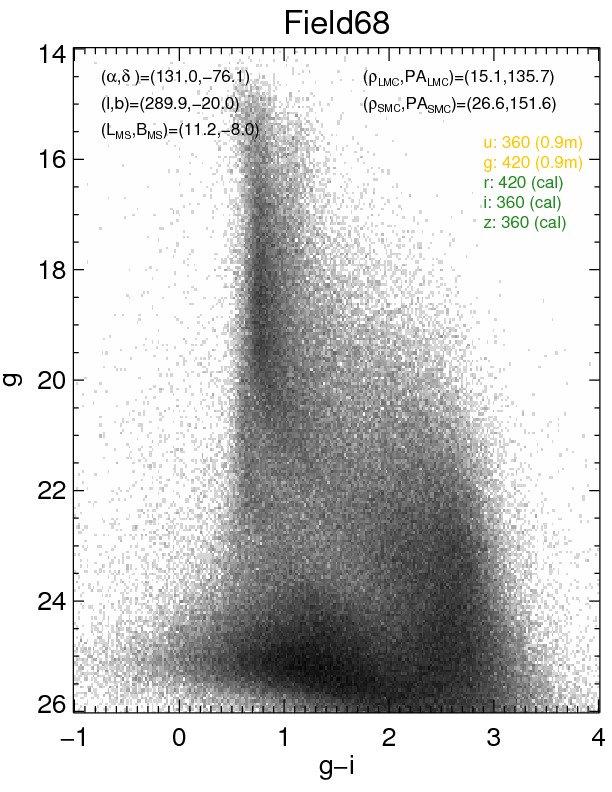 Field68
(α,δ)=(131.0,−76.1)
(ρLMC,PALMC)=(15.1,135.7)
(l,b)=(289.9,−20.0)
(ρSMC,PASMC)=(26.6,151.6)
(LMS,BMS)=(11.2,−8.0)
u: 360 (0.9m)
g: 420 (0.9m)
r: 420 (cal)
i: 360 (cal)
z: 360 (cal)
14
16
18
20
22
24
26
g
−1 0 1 2 3 4
g−i